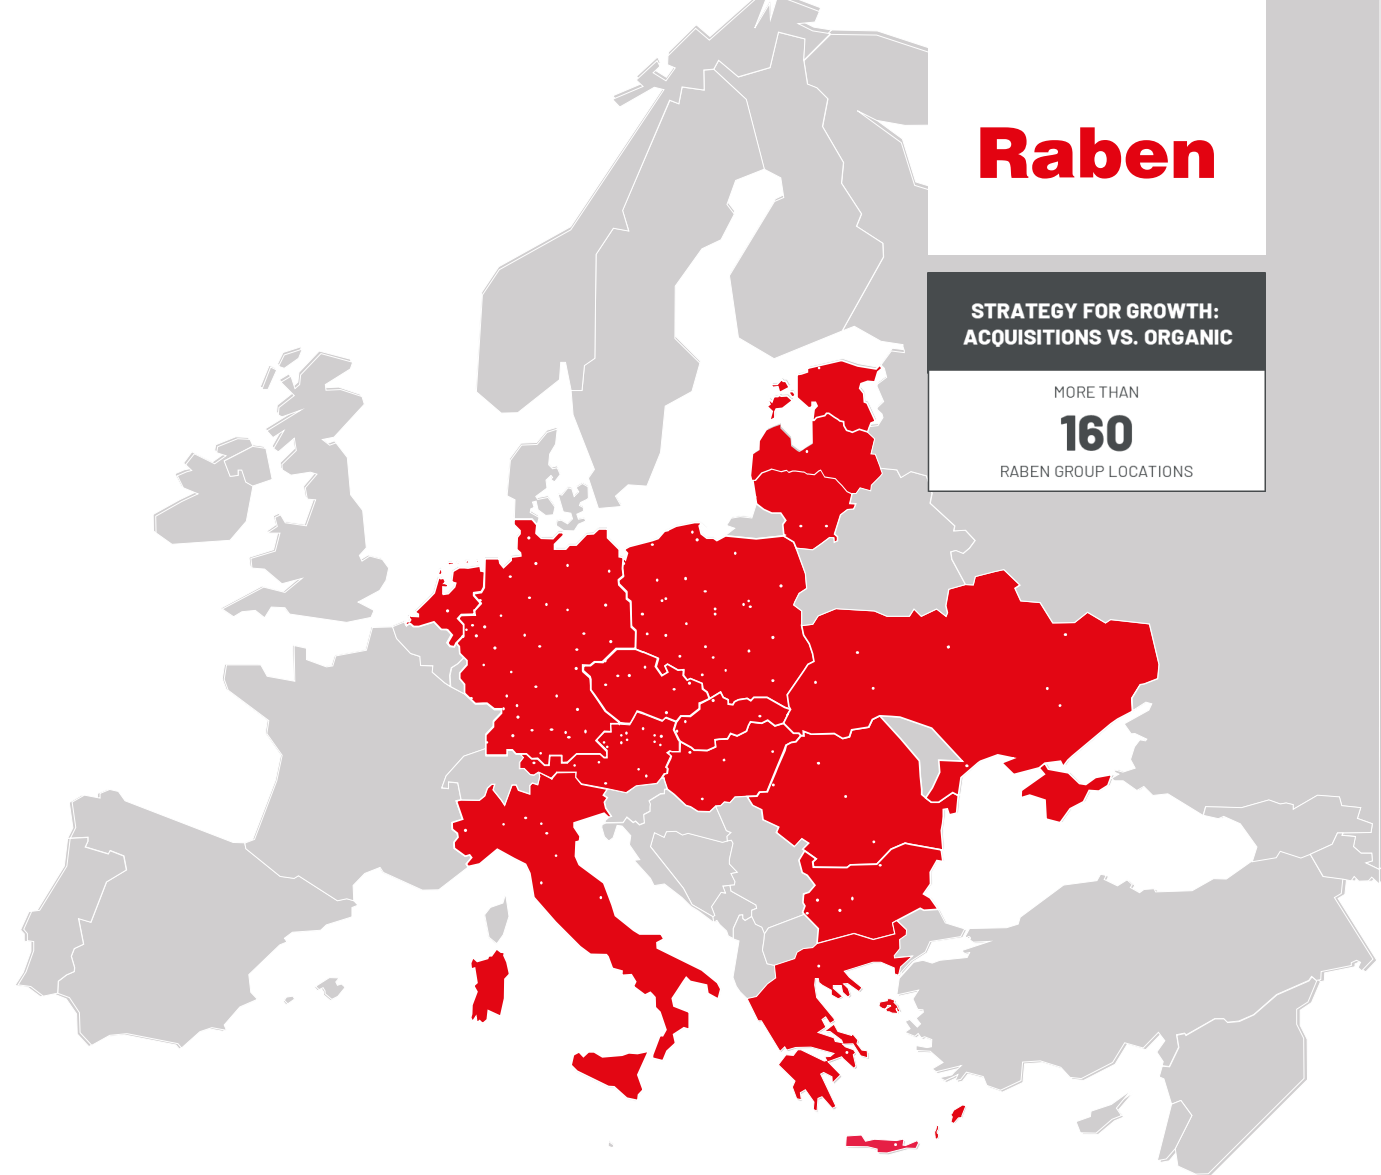 Raben
STRATEGY FOR GROWTH:
ACQUISITIONS VS. ORGANIC
MORE THAN
160
RABEN GROUP LOCATIONS